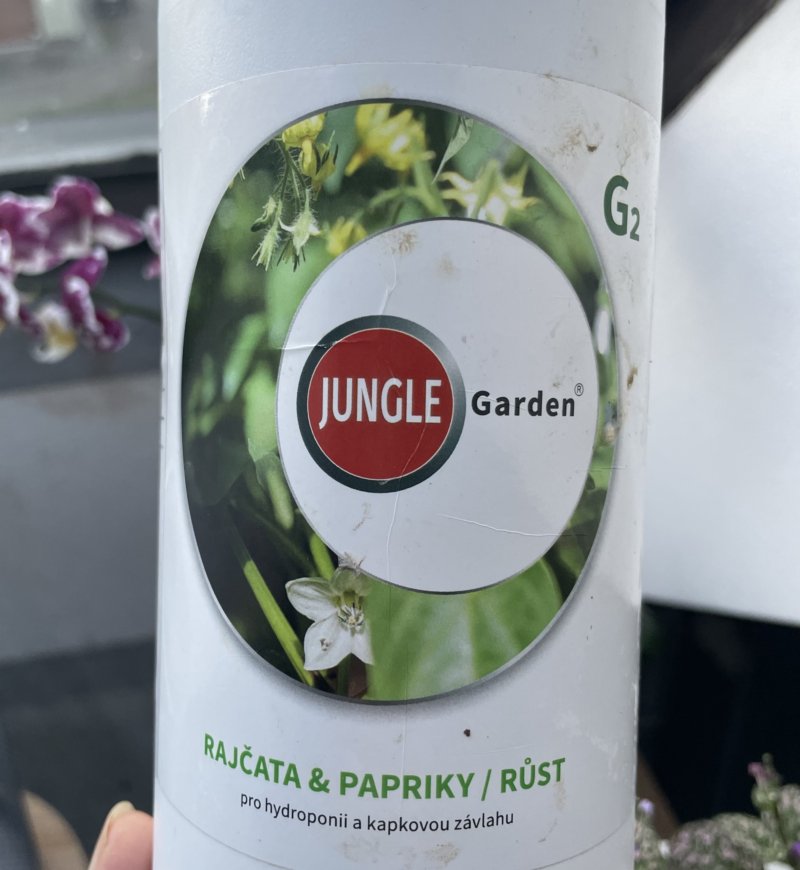 G₂
JUNGLE Garden®
RAJČATA & PAPRIKY / RŮST
pro hydroponii a kapkovou závlahu